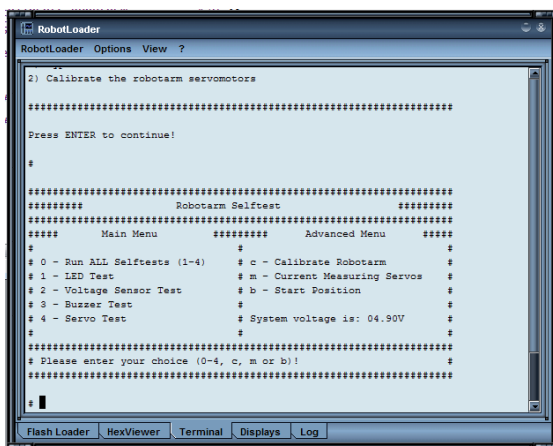 RobotLoader
RobotLoader Options View ?
2) Calibrate the robotarm servomotors
######################################################################
Press ENTER to continue!
#
######################################################################
######### Robotarm Selftest #########
######################################################################
##### Main Menu ######### Advanced Menu #####
# # #
# 0 - Run ALL Selftests (1-4) # c - Calibrate Robotarm #
# 1 - LED Test # m - Current Measuring Servos #
# 2 - Voltage Sensor Test # b - Start Position #
# 3 - Buzzer Test # #
# 4 - Servo Test # System voltage is: 04.90V #
# # #
######################################################################
# Please enter your choice (0-4, c, m or b)! #
######################################################################
#
Flash Loader HexViewer Terminal Displays Log